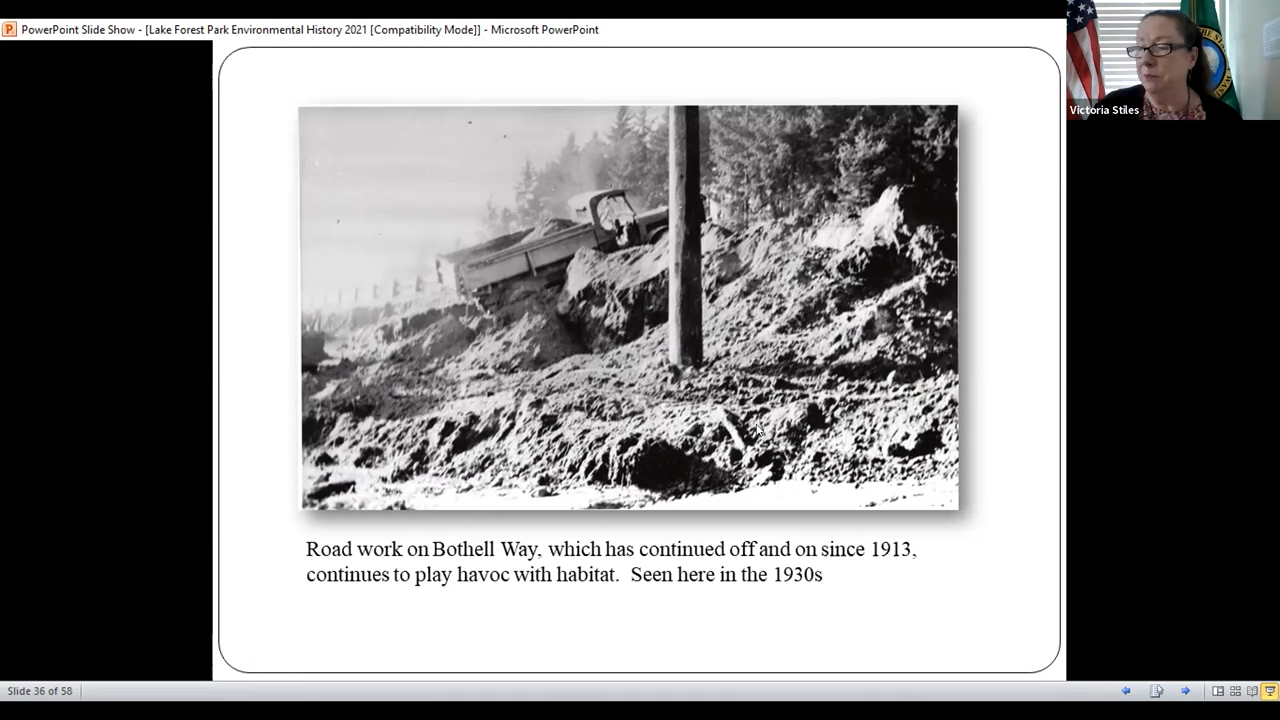 PowerPoint Slide Show - [Lake Forest Park Environmental History 2021 [Compatibility Mode]] - Microsoft PowerPoint
Victoria Stiles
Road work on Bothell Way, which has continued off and on since 1913,
continues to play havoc with habitat. Seen here in the 1930s
Slide 36 of 58